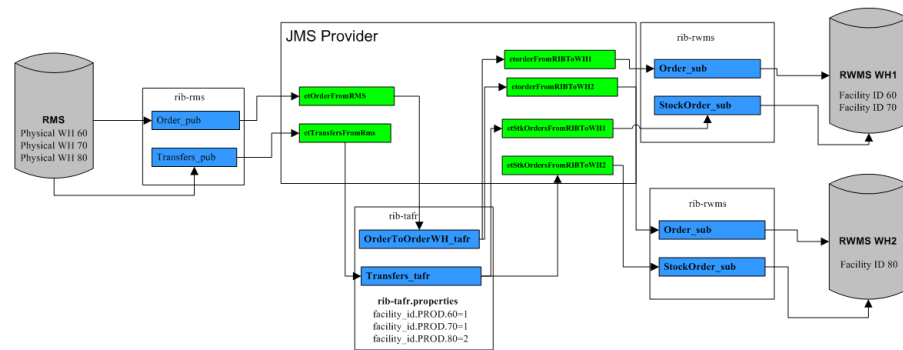 JMS Provider
rib-rms
RMS
Physical WH 60
Physical WH 70
Physical WH 80
Order_pub
Transfers_pub
etOrderFromRMS
etTransfersFromRms
etorderFromRIBToWH1
etorderFromRIBToWH2
etStkOrdersFromRIBToWH1
etStkOrdersFromRIBToWH2
rib-rwms
Order_sub
StockOrder_sub
RWMS WH1
Facility ID 60
Facility ID 70
rib-tafr
OrderToOrderWH_tafr
Transfers_tafr
rib-tafr.properties
facility_id.PROD.60=1
facility_id.PROD.70=1
facility_id.PROD.80=2
rib-rwms
Order_sub
StockOrder_sub
RWMS WH2
Facility ID 80